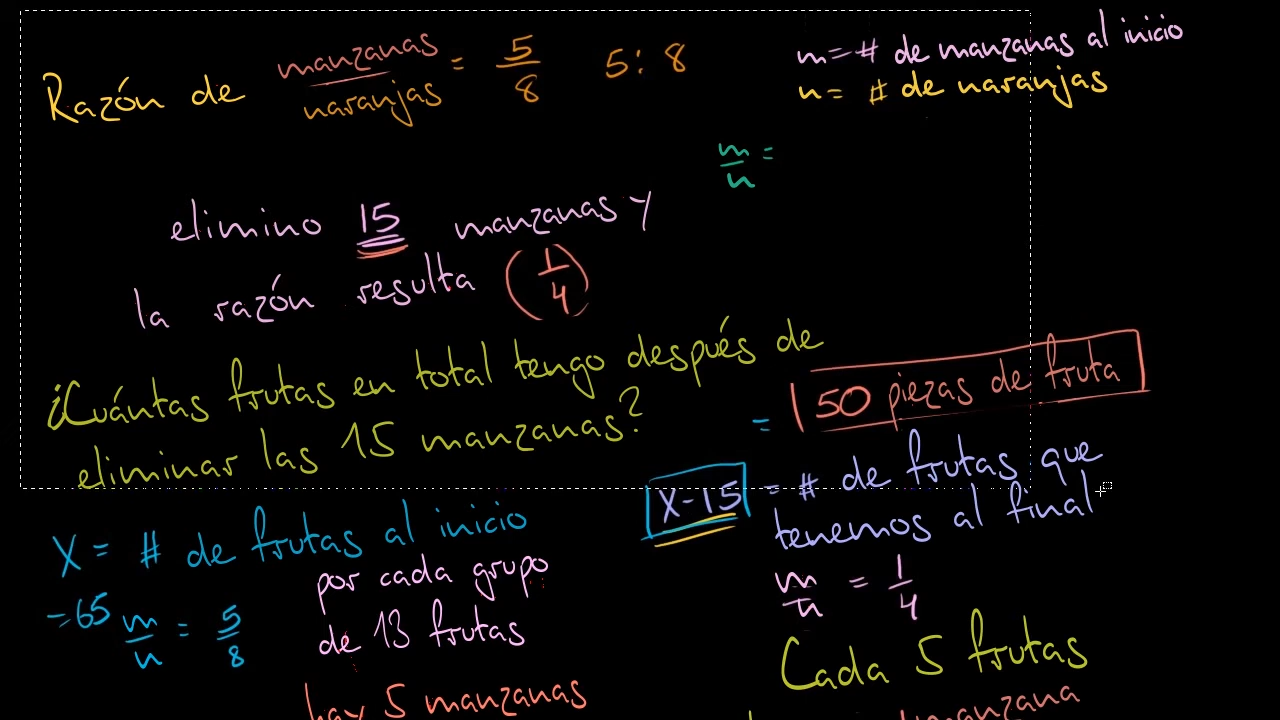 Razón de manzanas / naranjas = 5/8 5:8
m = # de manzanas al inicio
n = # de naranjas
m/n =
elimino 15 manzanas y
la razón resulta (1/4)
¿Cuántas frutas en total tengo después de
eliminar las 15 manzanas?
= 50 piezas de fruta
X-15 = # de frutas que
tenemos al final
X = # de frutas al inicio
=65 m/n = 5/8
por cada grupo
de 13 frutas
hay 5 manzanas
m/n = 1/4
Cada 5 frutas
manzana